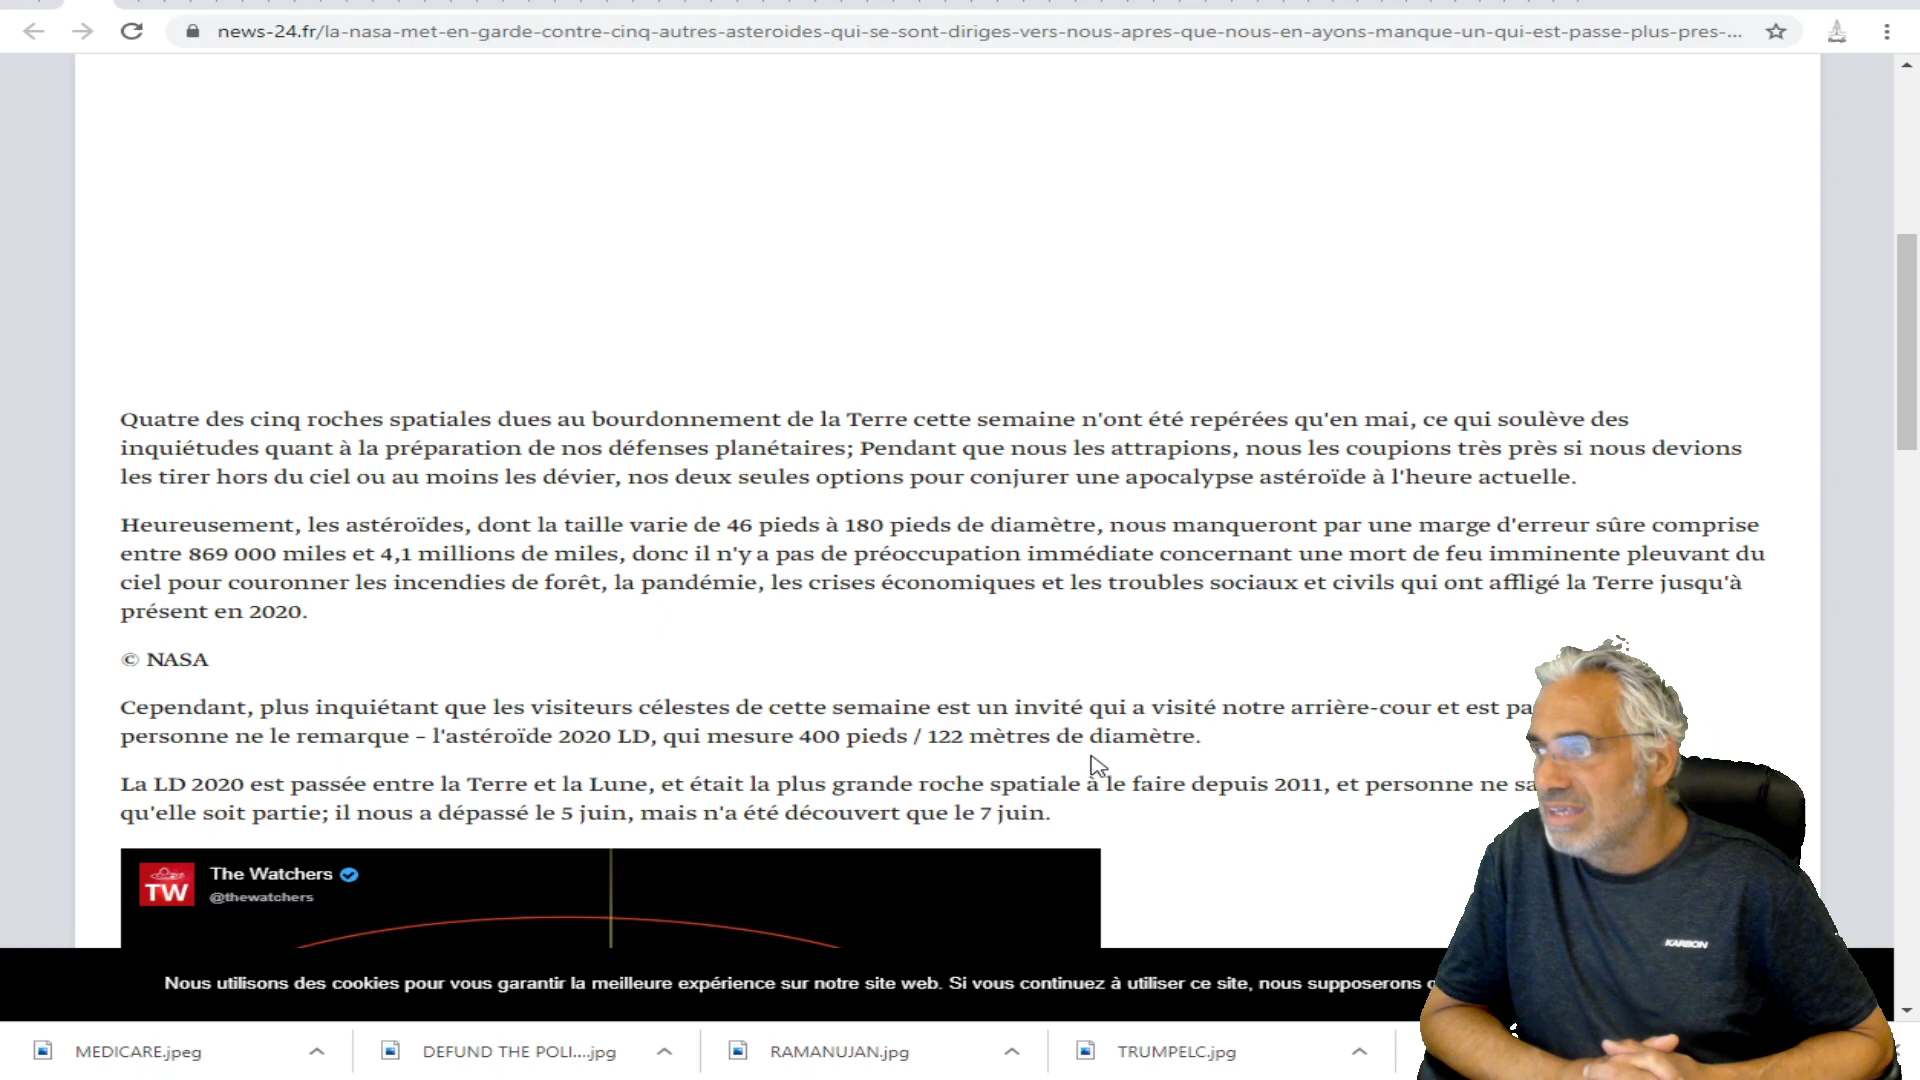 news-24.fr/la-nasa-met-en-garde-contre-cinq-autres-asteroides-qui-se-sont-diriges-vers-nous-apres-que-nous-en-ayons-manque-un-qui-est-passe-plus-pres-...
Quatre des cinq roches spatiales dues au bourdonnement de la Terre cette semaine n'ont été repérées qu'en mai, ce qui soulève des
inquiétudes quant à la préparation de nos défenses planétaires; Pendant que nous les attrapions, nous les coupions très près si nous devions
les tirer hors du ciel ou au moins les dévier, nos deux seules options pour conjurer une apocalypse astéroïde à l'heure actuelle.
Heureusement, les astéroïdes, dont la taille varie de 46 pieds à 180 pieds de diamètre, nous manqueront par une marge d'erreur sûre comprise
entre 869 000 miles et 4,1 millions de miles, donc il n'y a pas de préoccupation immédiate concernant une mort de feu imminente pleuvant du
ciel pour couronner les incendies de forêt, la pandémie, les crises économiques et les troubles sociaux et civils qui ont affligé la Terre jusqu'à
présent en 2020.
© NASA
Cependant, plus inquiétant que les visiteurs célestes de cette semaine est un invité qui a visité notre arrière-cour et est pa
personne ne le remarque – l'astéroïde 2020 LD, qui mesure 400 pieds / 122 mètres de diamètre.
La LD 2020 est passée entre la Terre et la Lune, et était la plus grande roche spatiale à le faire depuis 2011, et personne ne sa
qu'elle soit partie; il nous a dépassé le 5 juin, mais n'a été découvert que le 7 juin.
TW
The Watchers
@thewatchers
Nous utilisons des cookies pour vous garantir la meilleure expérience sur notre site web. Si vous continuez à utiliser ce site, nous supposerons
KARBON
MEDICARE.jpeg
DEFUND THE POLI....jpg
RAMANUJAN.jpg
TRUMPELC.jpg